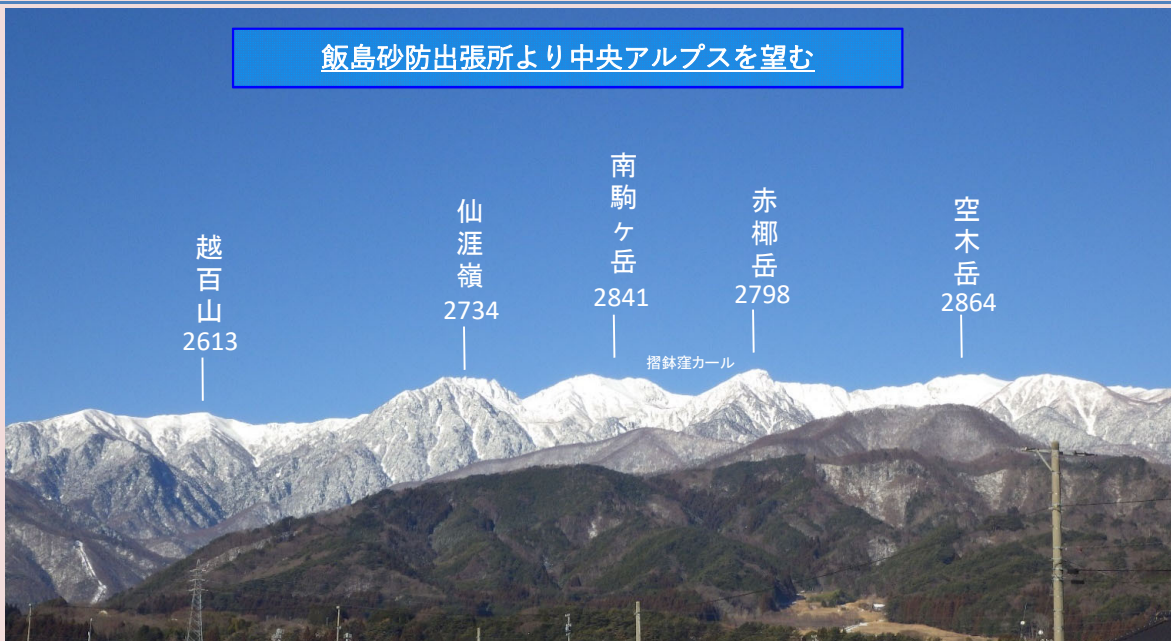 飯島砂防出張所より中央アルプスを望む
越百山
2613
仙涯嶺
2734
南駒ヶ岳
2841
摺鉢窪カール
赤梛岳
2798
空木岳
2864